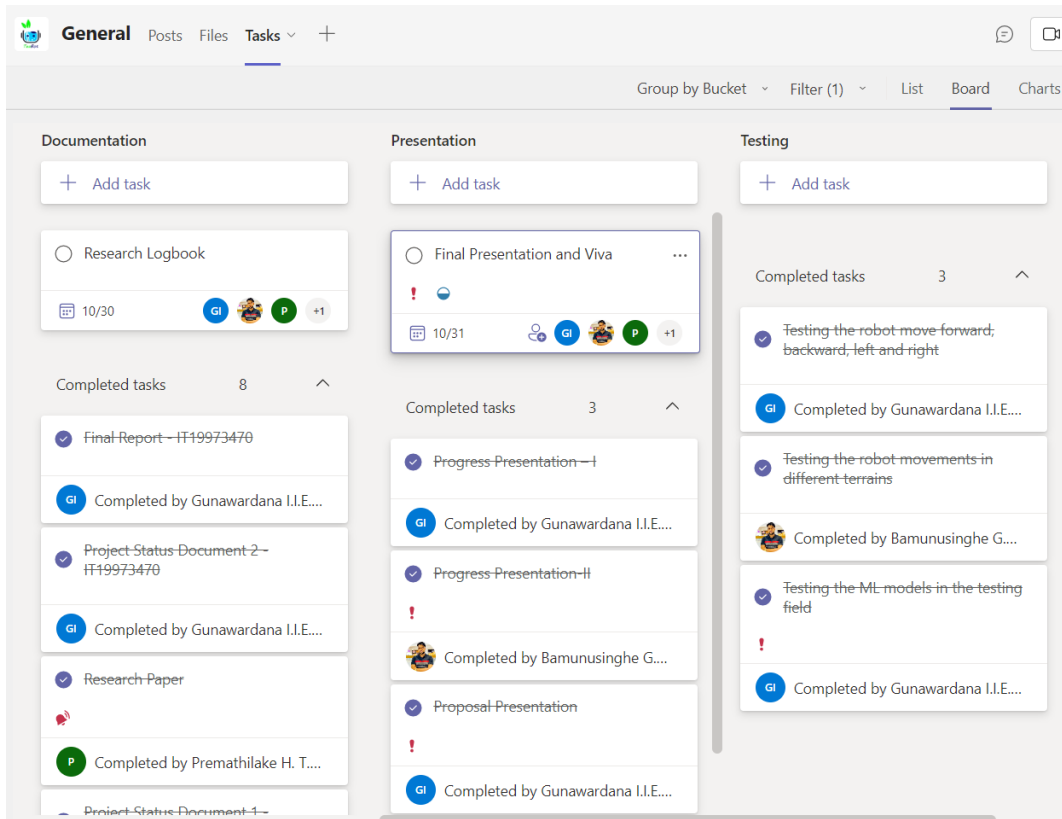 General Posts Files Tasks
Group by Bucket Filter (1) List Board Charts
Documentation
Add task
Research Logbook
10/30 GI P +1
Completed tasks 8
Final Report - IT19973470
GI Completed by Gunawardana I.I.E....
Project Status Document 2 -
IT19973470
GI Completed by Gunawardana I.I.E....
Research Paper
P Completed by Premathilake H. T....
Project Status Document 1 -
Presentation
Add task
Final Presentation and Viva
10/31 GI P +1
Completed tasks 3
Progress Presentation – I
GI Completed by Gunawardana I.I.E....
Progress Presentation-II
Completed by Bamunusinghe G....
Proposal Presentation
GI Completed by Gunawardana I.I.E....
Testing
Add task
Completed tasks 3
Testing the robot move forward,
backward, left and right
GI Completed by Gunawardana I.I.E....
Testing the robot movements in
different terrains
Completed by Bamunusinghe G....
Testing the ML models in the testing
field
GI Completed by Gunawardana I.I.E....